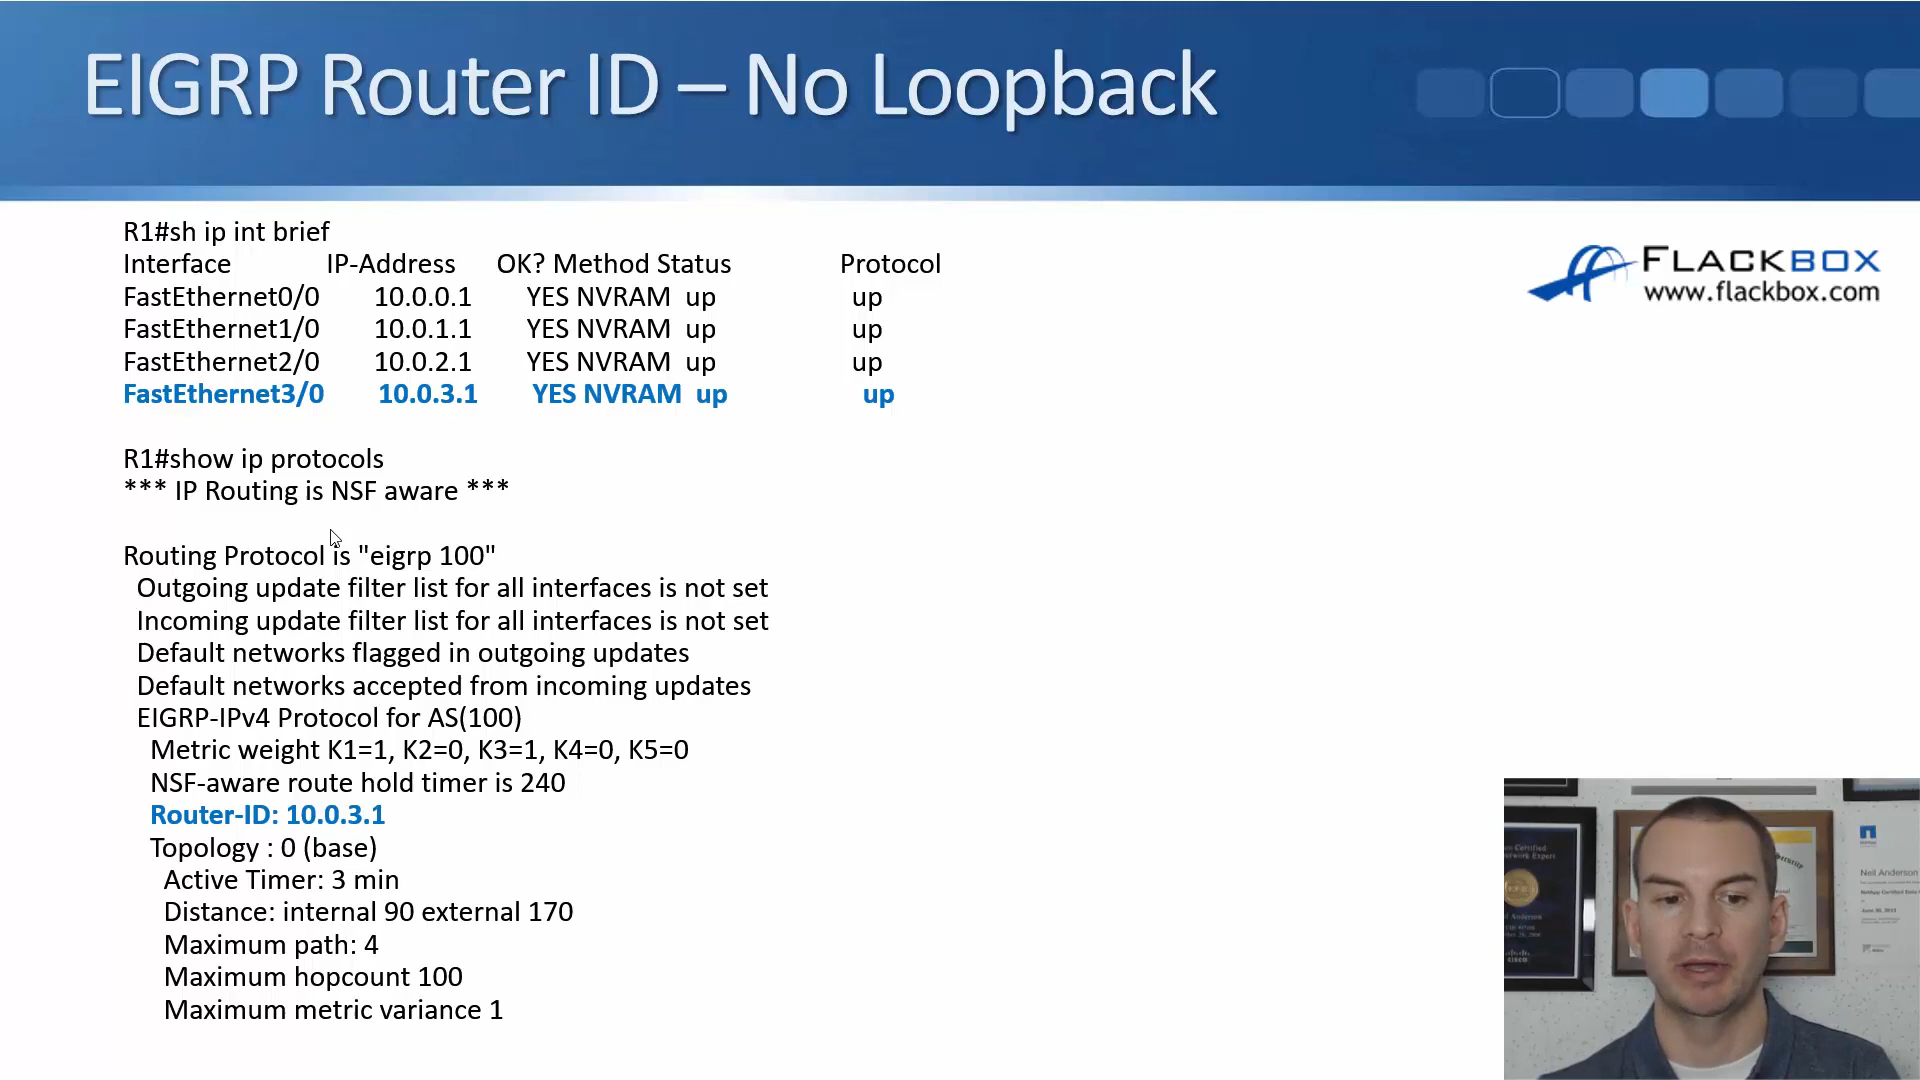 EIGRP Router ID – No Loopback
FLACKBOX
www.flackbox.com
R1#sh ip int brief
Interface IP-Address OK? Method Status Protocol
FastEthernet0/0 10.0.0.1 YES NVRAM up up
FastEthernet1/0 10.0.1.1 YES NVRAM up up
FastEthernet2/0 10.0.2.1 YES NVRAM up up
FastEthernet3/0 10.0.3.1 YES NVRAM up up
R1#show ip protocols
*** IP Routing is NSF aware ***
Routing Protocol is "eigrp 100"
Outgoing update filter list for all interfaces is not set
Incoming update filter list for all interfaces is not set
Default networks flagged in outgoing updates
Default networks accepted from incoming updates
EIGRP-IPv4 Protocol for AS(100)
Metric weight K1=1, K2=0, K3=1, K4=0, K5=0
NSF-aware route hold timer is 240
Router-ID: 10.0.3.1
Topology : 0 (base)
Active Timer: 3 min
Distance: internal 90 external 170
Maximum path: 4
Maximum hopcount 100
Maximum metric variance 1
Neil Anderson